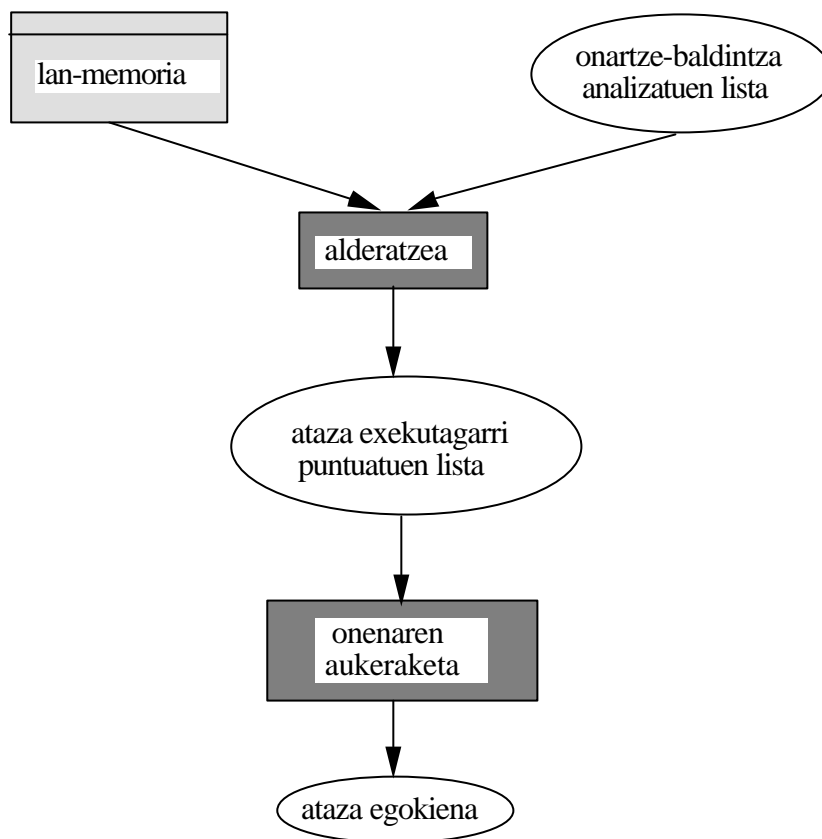 lan-memoria
onartze-baldintza
analizatuen lista
alderatzea
ataza exekutagarri
puntuatuen lista
onenaren
aukeraketa
ataza egokiena